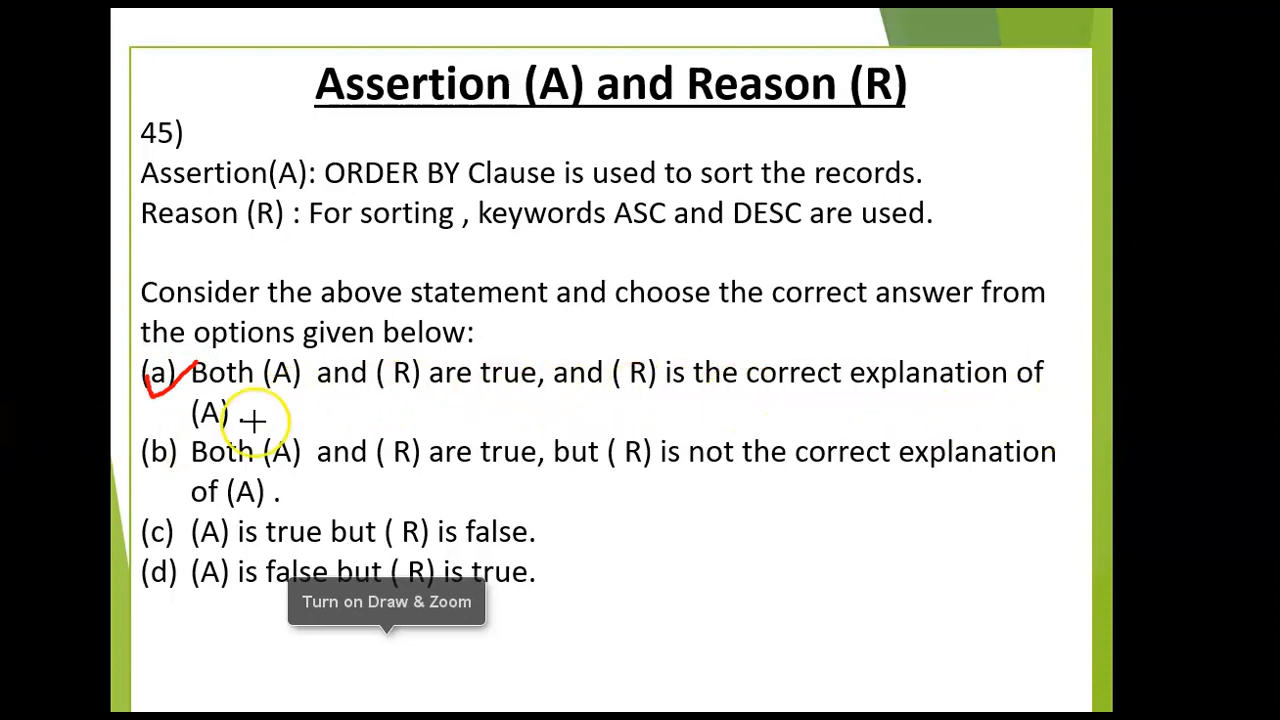 Assertion (A) and Reason (R)
45)
Assertion(A): ORDER BY Clause is used to sort the records.
Reason (R) : For sorting , keywords ASC and DESC are used.
Consider the above statement and choose the correct answer from
the options given below:
(a) Both (A) and ( R) are true, and ( R) is the correct explanation of
(A) .
(b) Both (A) and ( R) are true, but ( R) is not the correct explanation
of (A) .
(c) (A) is true but ( R) is false.
(d) (A) is false but ( R) is true.
Turn on Draw & Zoom